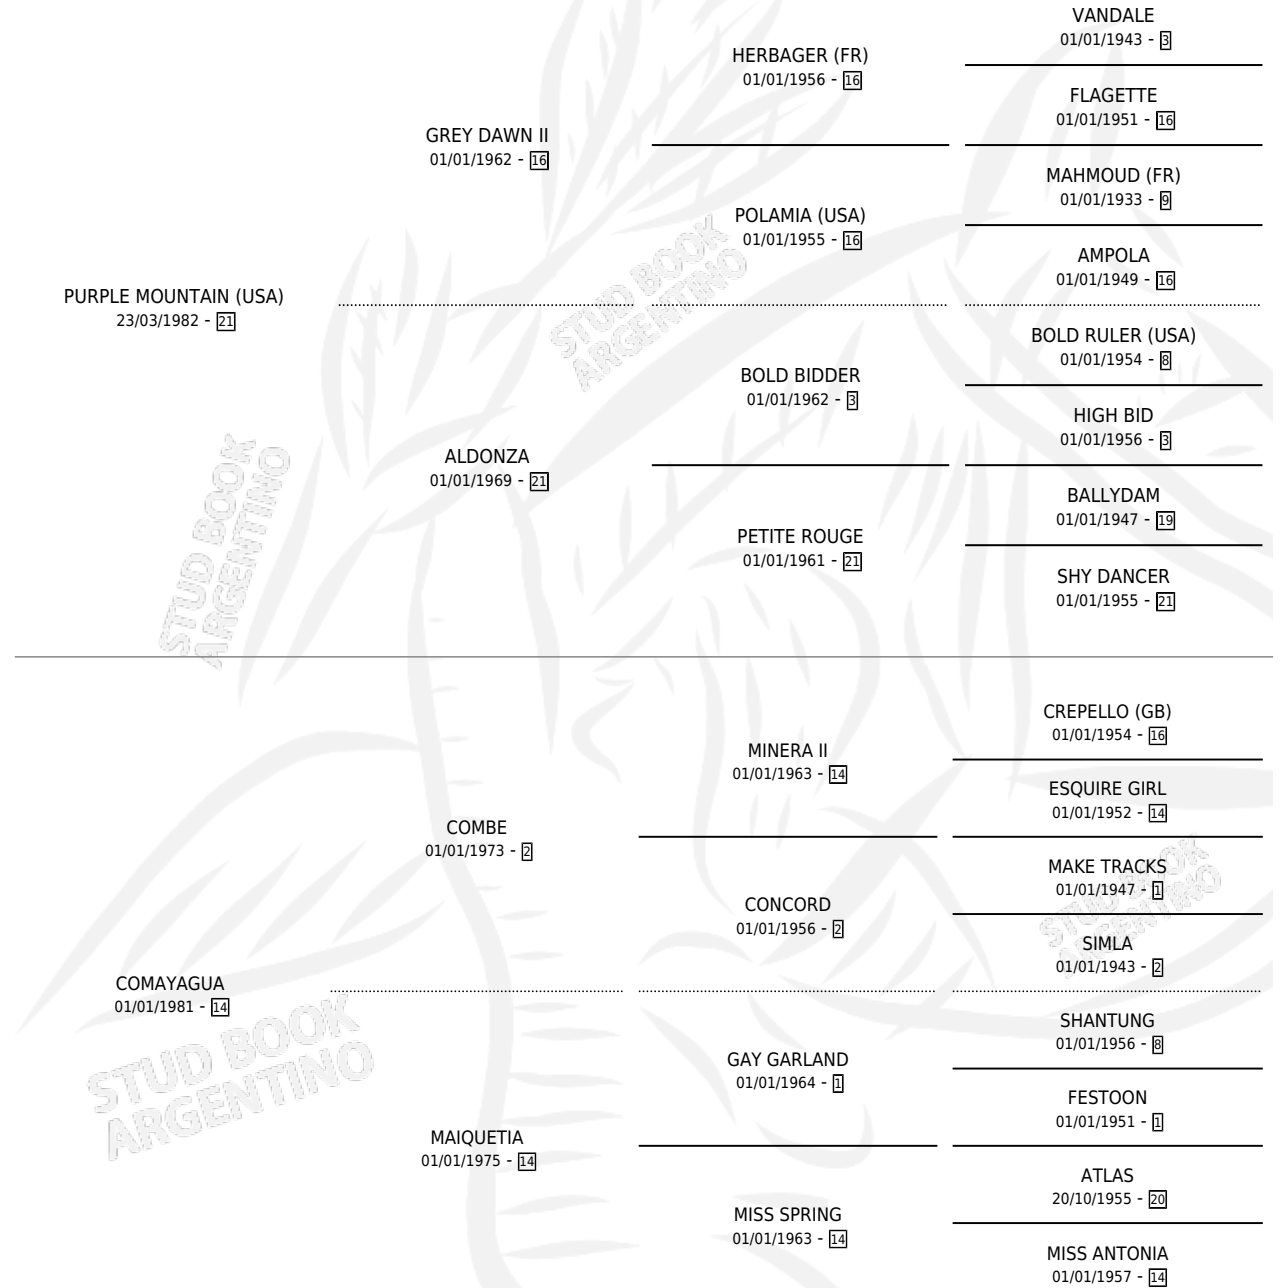 VANDALE
01/01/1943 - 3
HERBAGER (FR)
01/01/1956 - 16
FLAGETTE
01/01/1951 - 16
GREY DAWN II
01/01/1962 - 16
MAHMOUD (FR)
01/01/1933 - 9
POLAMIA (USA)
01/01/1955 - 16
AMPOLA
01/01/1949 - 16
PURPLE MOUNTAIN (USA)
23/03/1982 - 21
STUD BOOK
ARGENTINO
BOLD RULER (USA)
01/01/1954 - 8
BOLD BIDDER
01/01/1962 - 3
HIGH BID
01/01/1956 - 3
ALDONZA
01/01/1969 - 21
BALLYDAM
01/01/1947 - 19
PETITE ROUGE
01/01/1961 - 21
SHY DANCER
01/01/1955 - 21
STUD BOOK
ARGENTINO
CREPELLO (GB)
01/01/1954 - 16
MINERA II
01/01/1963 - 14
ESQUIRE GIRL
01/01/1952 - 14
COMBE
01/01/1973 - 2
MAKE TRACKS
01/01/1947 - 1
CONCORD
01/01/1956 - 2
STUD BOOK
ARGENTINO
SIMLA
01/01/1943 - 2
COMAYAGUA
01/01/1981 - 14
SHANTUNG
01/01/1956 - 8
GAY GARLAND
01/01/1964 - 1
STUD BOOK
ARGENTINO
FESTOON
01/01/1951 - 1
MAIQUETIA
01/01/1975 - 14
ATLAS
20/10/1955 - 20
MISS SPRING
01/01/1963 - 14
MISS ANTONIA
01/01/1957 - 14